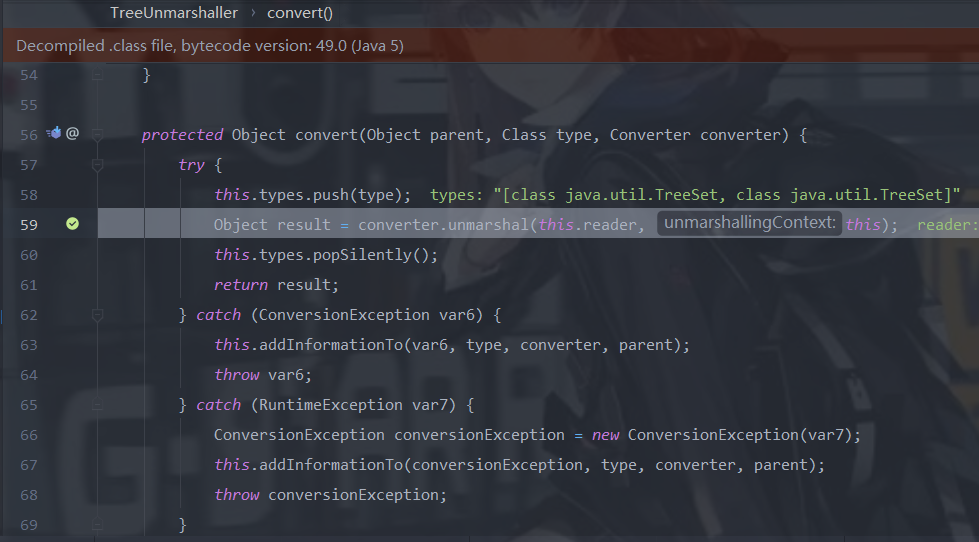 TreeUnmarshaller › convert()
Decompiled .class file, bytecode version: 49.0 (Java 5)
54 }
55
56 @ protected Object convert(Object parent, Class type, Converter converter) {
57 try {
58 this.types.push(type); types: "[class java.util.TreeSet, class java.util.TreeSet]"
59 Object result = converter.unmarshal(this.reader, unmarshallingContext: this); reader:
60 this.types.popSilently();
61 return result;
62 } catch (ConversionException var6) {
63 this.addInformationTo(var6, type, converter, parent);
64 throw var6;
65 } catch (RuntimeException var7) {
66 ConversionException conversionException = new ConversionException(var7);
67 this.addInformationTo(conversionException, type, converter, parent);
68 throw conversionException;
69 }